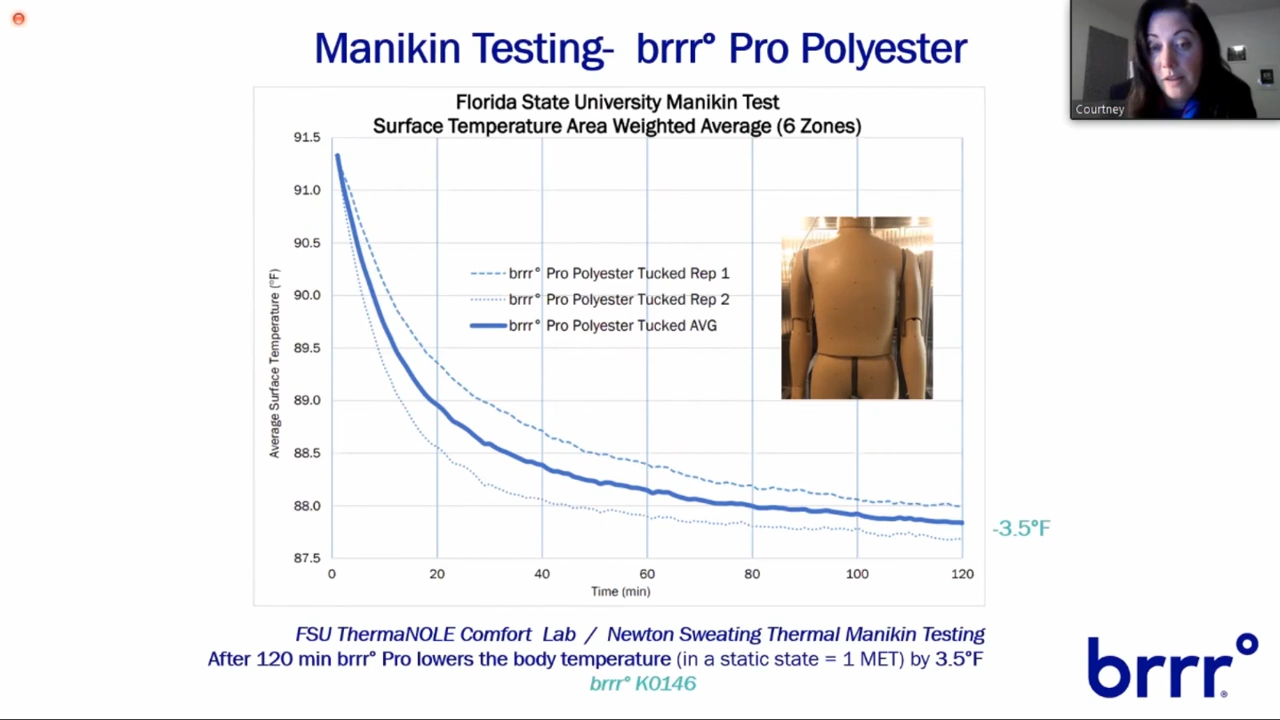 Manikin Testing- brrr° Pro Polyester
Courtney
Florida State University Manikin Test
Surface Temperature Area Weighted Average (6 Zones)
91.5
91.0
90.5
90.0
89.5
89.0
88.5
88.0
87.5
Average Surface Temperature (°F)
brrr° Pro Polyester Tucked Rep 1
brrr° Pro Polyester Tucked Rep 2
brrr° Pro Polyester Tucked AVG
-3.5°F
0 20 40 60 80 100 120
Time (min)
FSU ThermaNOLE Comfort Lab / Newton Sweating Thermal Manikin Testing
After 120 min brrr° Pro lowers the body temperature (in a static state = 1 MET) by 3.5°F
brrr° K0146
brrr°®